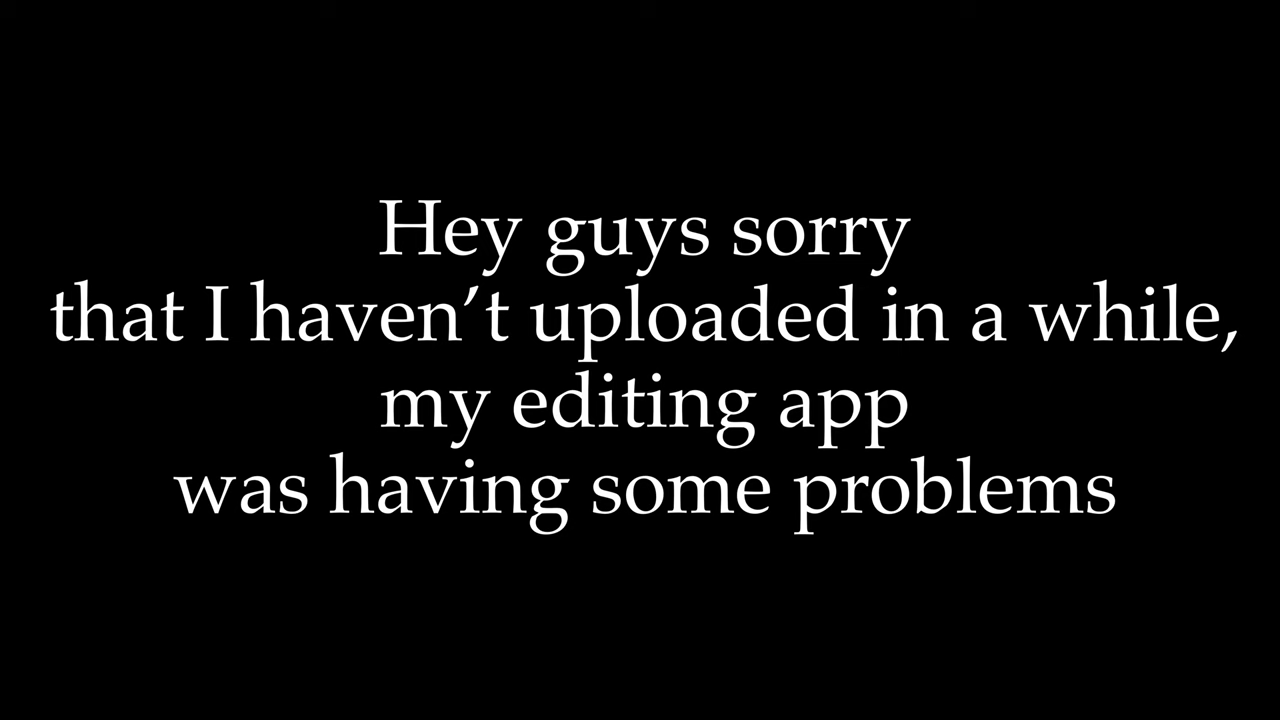 Hey guys sorry
that I haven’t uploaded in a while,
my editing app
was having some problems